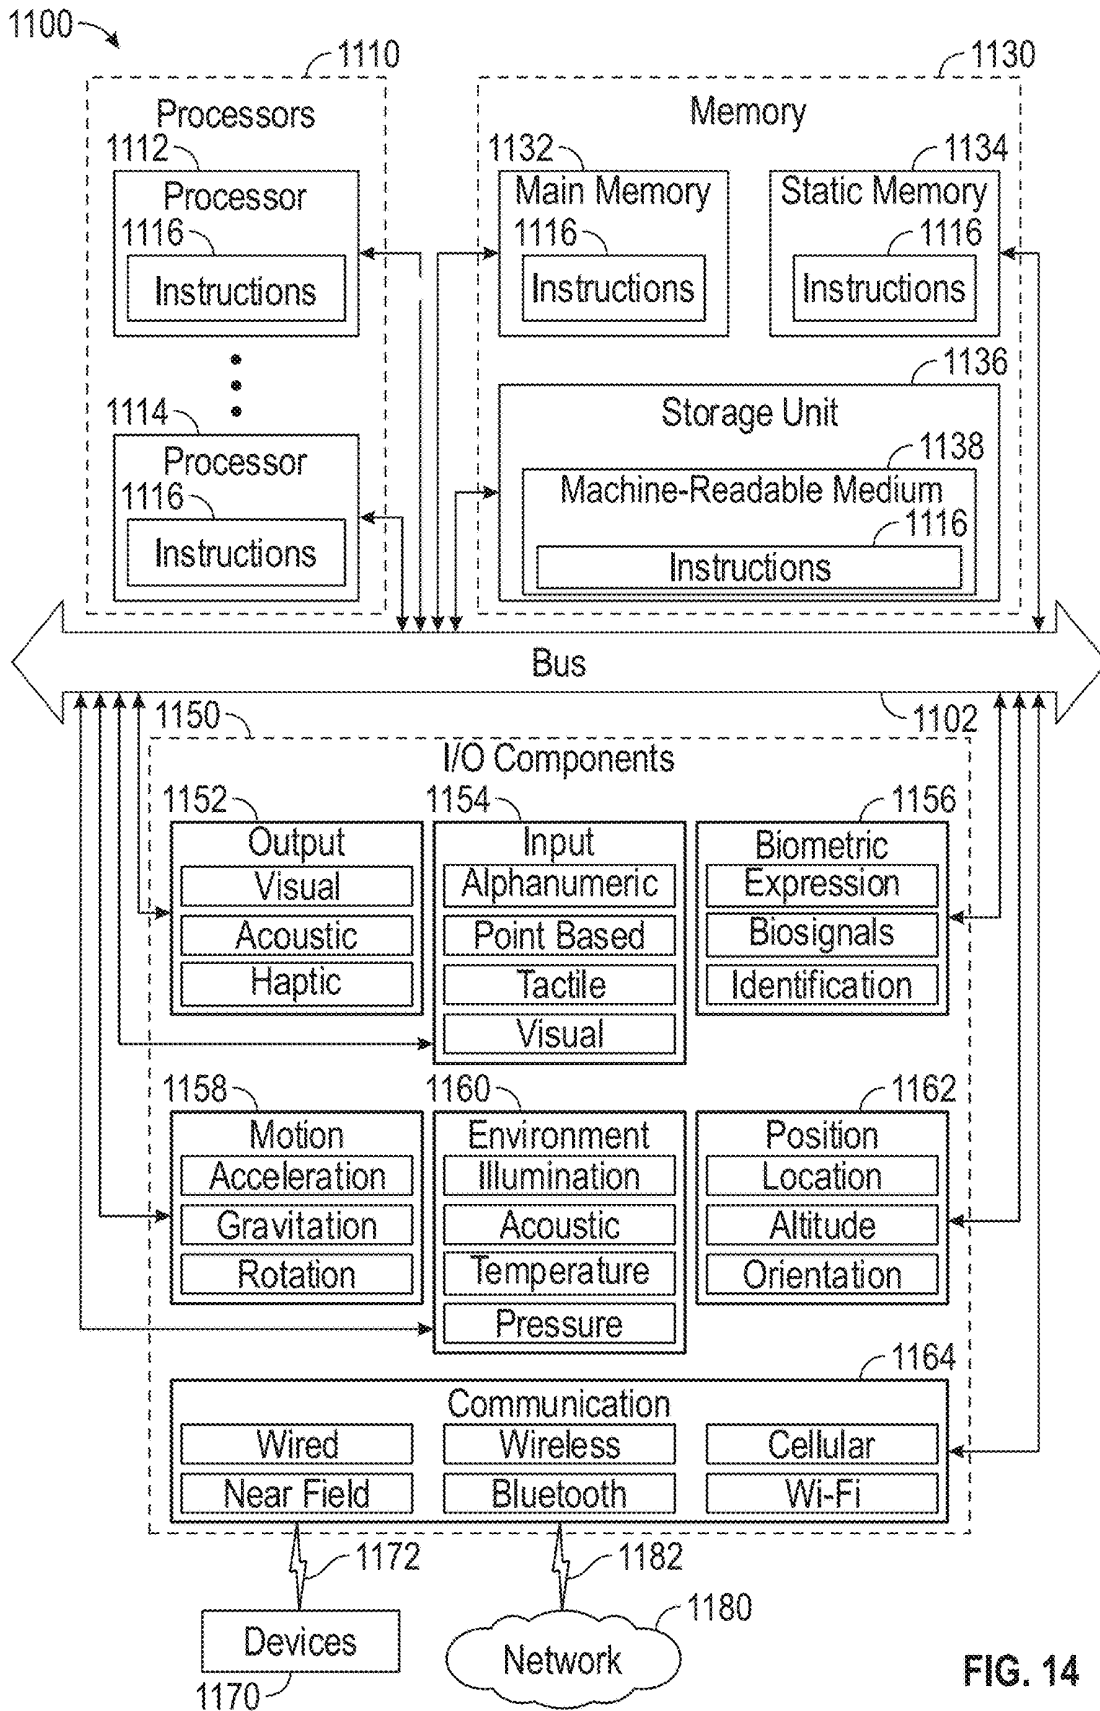 1100
1110
1130
Processors
Memory
1112
1132
1134
Processor
Main Memory
Static Memory
1116
1116
1116
Instructions
Instructions
Instructions
1136
1114
Storage Unit
Processor
1138
1116
Machine-Readable Medium
1116
Instructions
Instructions
Bus
1150
1102
I/O Components
1152
1154
1156
Output
Input
Biometric
Visual
Alphanumeric
Expression
Acoustic
Point Based
Biosignals
Haptic
Tactile
Identification
Visual
1158
1160
1162
Motion
Environment
Position
Acceleration
Illumination
Location
Gravitation
Acoustic
Altitude
Rotation
Temperature
Orientation
Pressure
1164
Communication
Wired
Wireless
Cellular
Near Field
Bluetooth
Wi-Fi
1172
1182
1180
Devices
Network
1170
FIG. 14